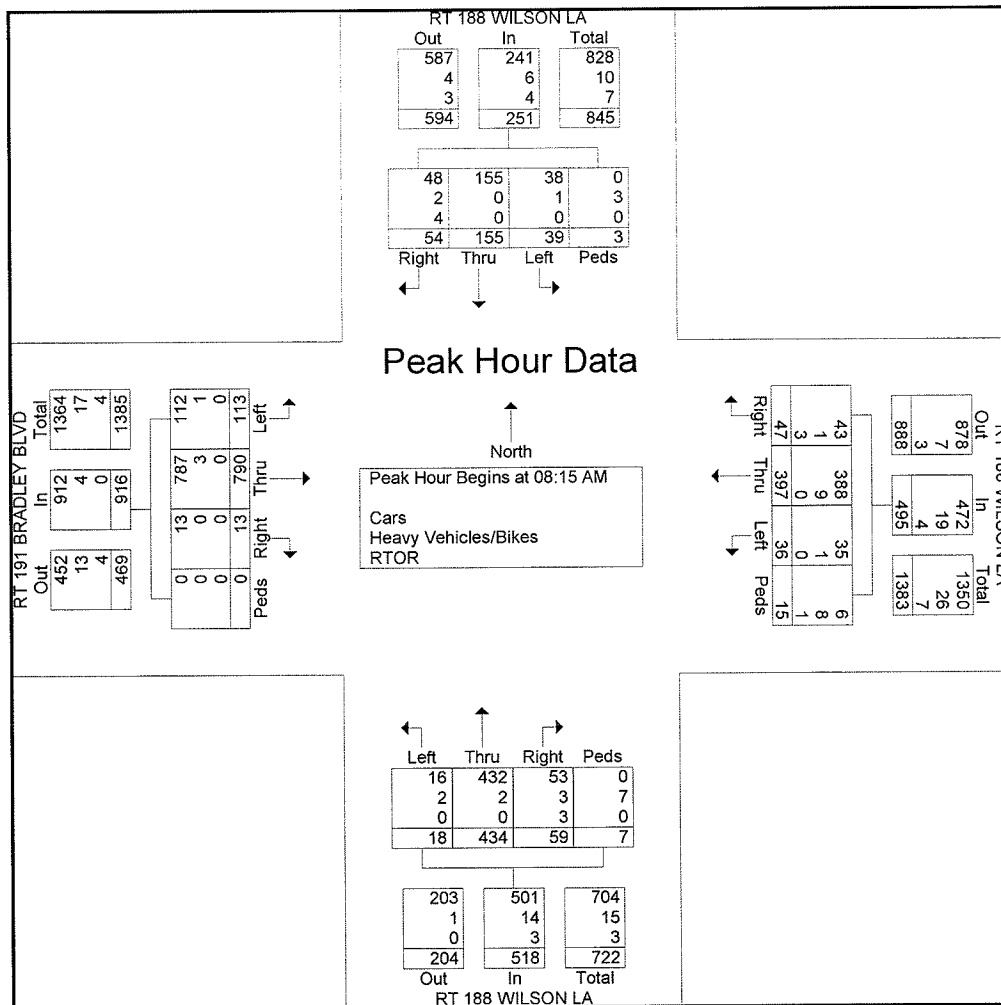 RT 188 WILSON LA
Out In Total
587 241 828
4 6 10
3 4 7
594 251 845
48 155 38 0
2 0 1 3
4 0 0 0
54 155 39 3
Right Thru Left Peds
Peak Hour Data
North
Peak Hour Begins at 08:15 AM
Cars
Heavy Vehicles/Bikes
RTOR
RT 191 BRADLEY BLVD
Out In Total
452 912 1364
13 4 17
4 0 4
469 916 1385
112 787 13 0
1 3 0 0
0 0 0 0
113 790 13 0
Left Thru Right Peds
WILSON LA
Out In Total
878 472 1350
7 19 26
3 4 7
888 495 1383
43 388 35 6
1 9 1 8
3 0 0 1
47 397 36 15
Right Thru Left Peds
Left Thru Right Peds
16 432 53 0
2 2 3 7
0 0 3 0
18 434 59 7
203 501 704
1 14 15
0 3 3
204 518 722
Out In Total
RT 188 WILSON LA